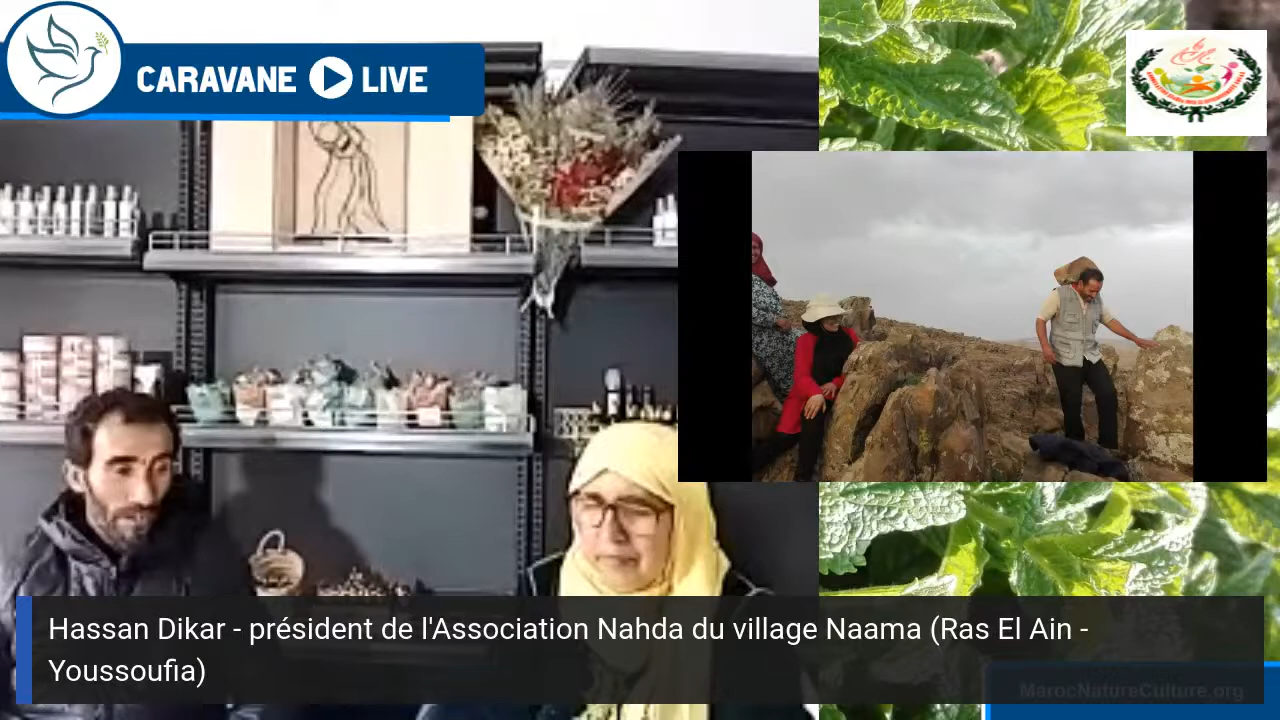 CARAVANE LIVE
Hassan Dikar - président de l'Association Nahda du village Naama (Ras El Ain -
Youssoufia)
MarocNatureCulture.org